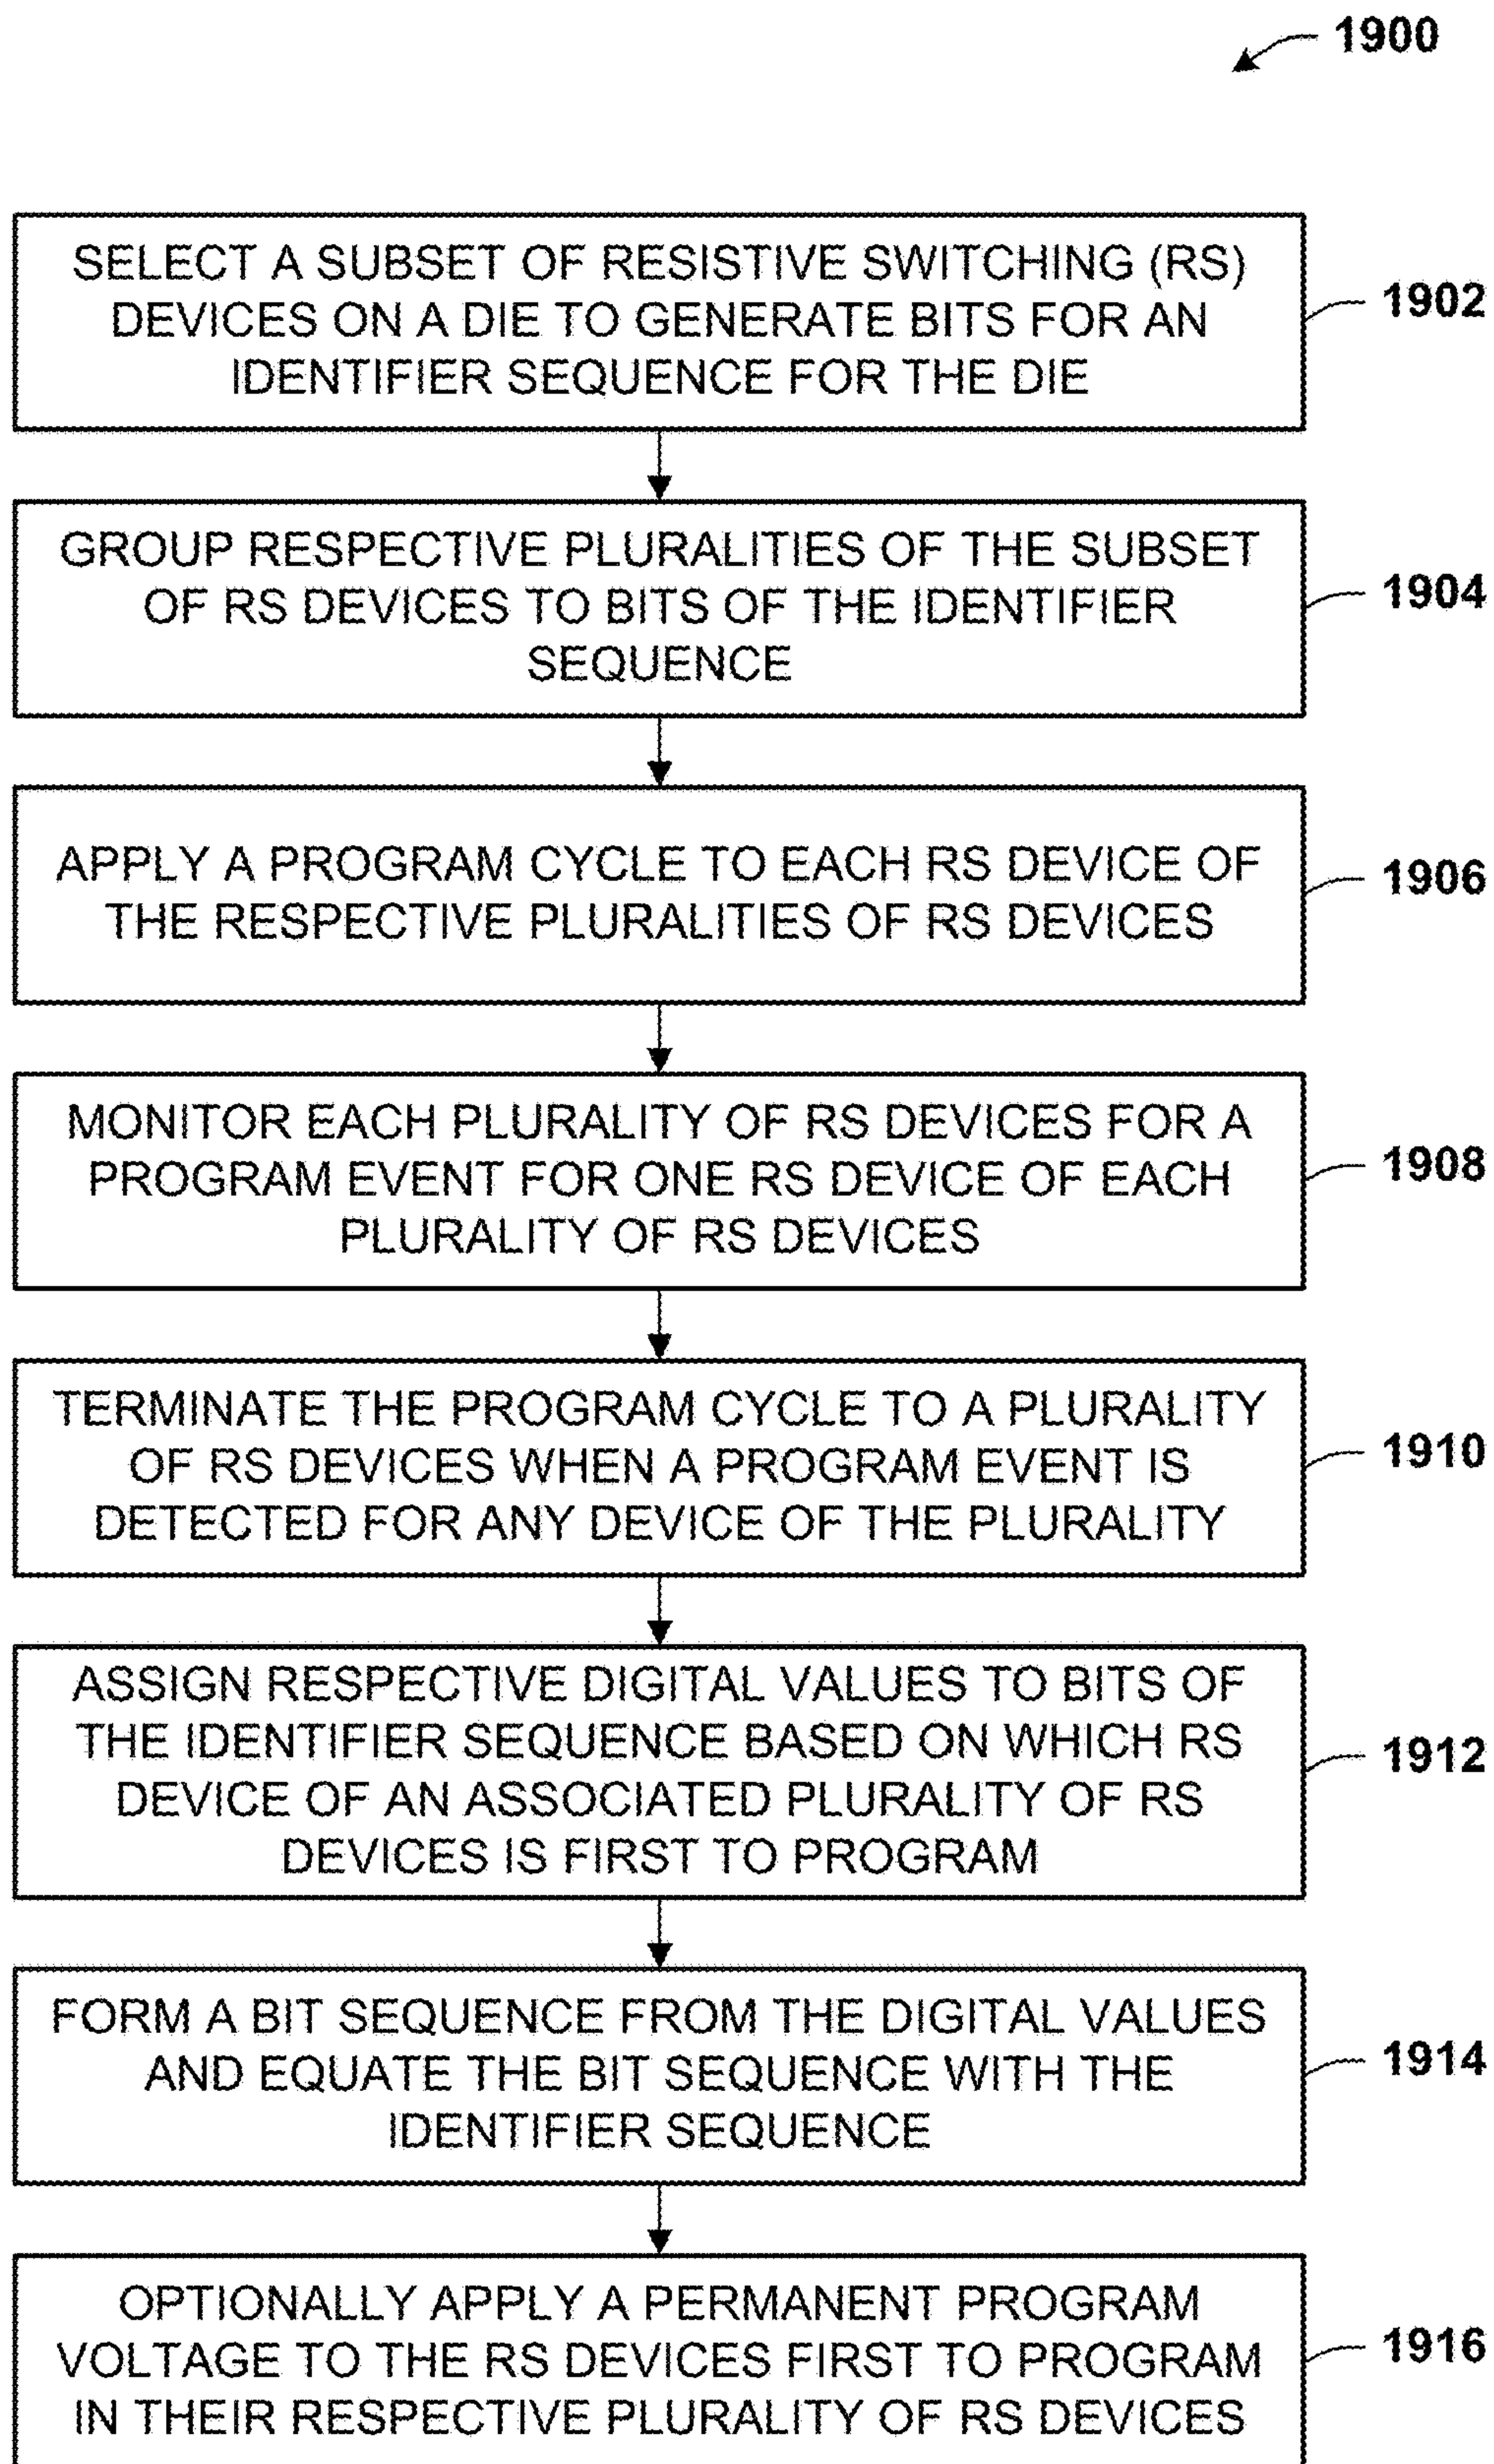 1900
SELECT A SUBSET OF RESISTIVE SWITCHING (RS)
DEVICES ON A DIE TO GENERATE BITS FOR AN
IDENTIFIER SEQUENCE FOR THE DIE
1902
GROUP RESPECTIVE PLURALITIES OF THE SUBSET
OF RS DEVICES TO BITS OF THE IDENTIFIER
SEQUENCE
1904
APPLY A PROGRAM CYCLE TO EACH RS DEVICE OF
THE RESPECTIVE PLURALITIES OF RS DEVICES
1906
MONITOR EACH PLURALITY OF RS DEVICES FOR A
PROGRAM EVENT FOR ONE RS DEVICE OF EACH
PLURALITY OF RS DEVICES
1908
TERMINATE THE PROGRAM CYCLE TO A PLURALITY
OF RS DEVICES WHEN A PROGRAM EVENT IS
DETECTED FOR ANY DEVICE OF THE PLURALITY
1910
ASSIGN RESPECTIVE DIGITAL VALUES TO BITS OF
THE IDENTIFIER SEQUENCE BASED ON WHICH RS
DEVICE OF AN ASSOCIATED PLURALITY OF RS
DEVICES IS FIRST TO PROGRAM
1912
FORM A BIT SEQUENCE FROM THE DIGITAL VALUES
AND EQUATE THE BIT SEQUENCE WITH THE
IDENTIFIER SEQUENCE
1914
OPTIONALLY APPLY A PERMANENT PROGRAM
VOLTAGE TO THE RS DEVICES FIRST TO PROGRAM
IN THEIR RESPECTIVE PLURALITY OF RS DEVICES
1916